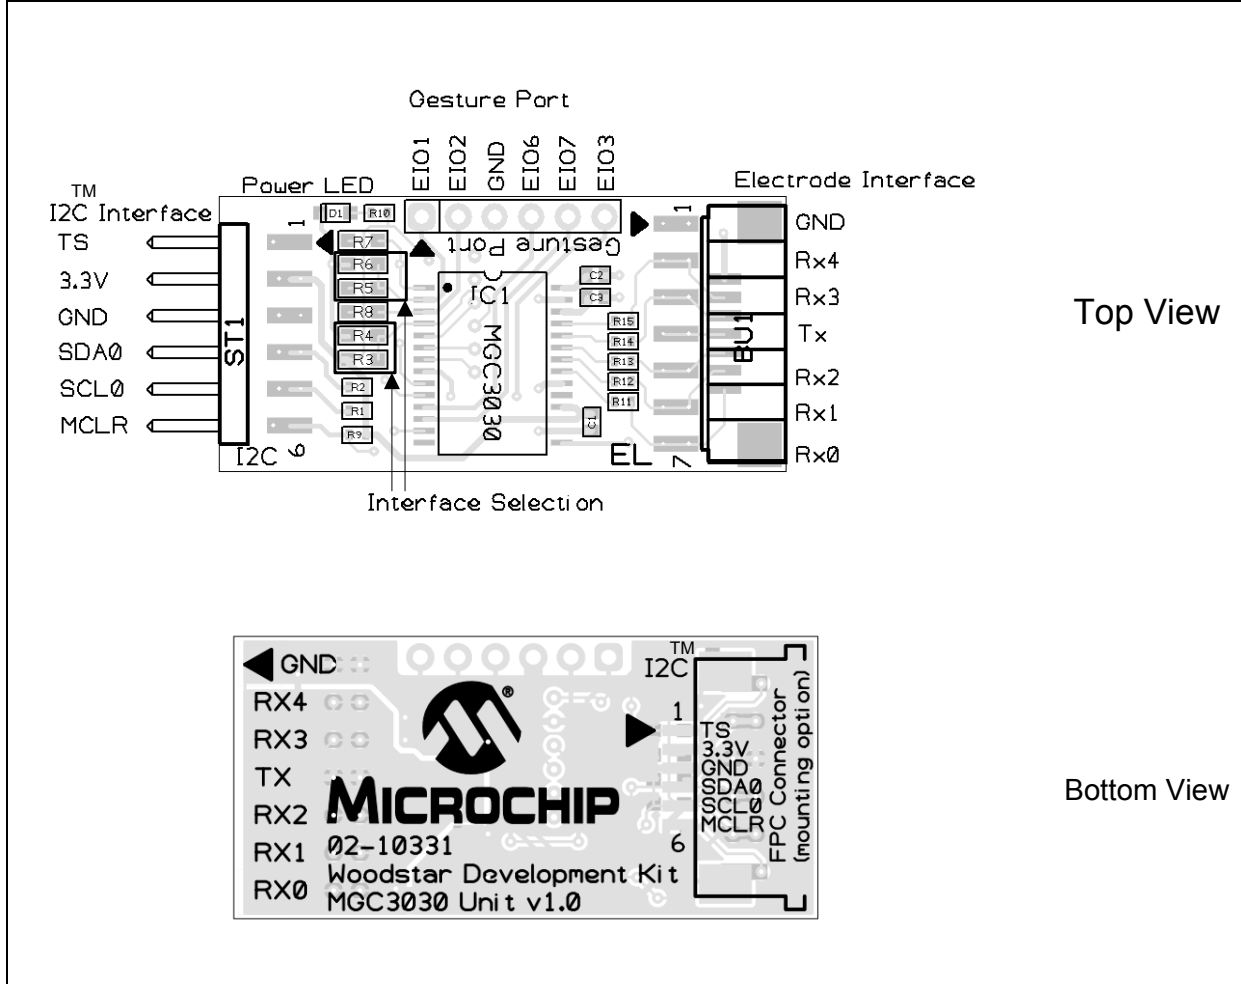 Gesture Port
EIO1
EIO2
GND
EIO6
EIO7
EIO3
Power LED
Electrode Interface
TM
I2C Interface
TS
3.3V
GND
SDA0
SCL0
MCLR
ST1
1
6
I2C
D1
R10
R7
R6
R5
R8
R4
R3
R2
R1
R9
Gesture Port
IC1
MGC3030
C2
C3
R15
R14
R13
R12
R11
C1
EL
1
7
BU1
GND
Rx4
Rx3
Tx
Rx2
Rx1
Rx0
Interface Selection
Top View
GND
RX4
RX3
TX
RX2
RX1
RX0
®
MICROCHIP
02-10331
Woodstar Development Kit
MGC3030 Unit v1.0
TM
I2C
1
6
TS
3.3V
GND
SDA0
SCL0
MCLR
FPC Connector
(mounting option)
Bottom View